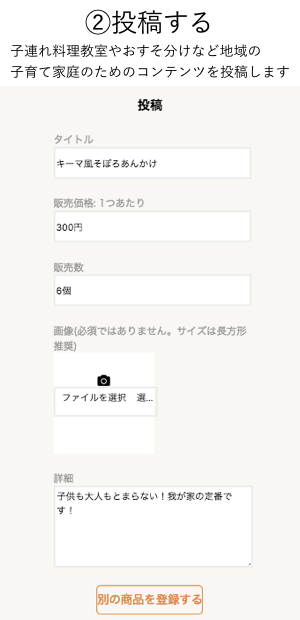 ②投稿する
子連れ料理教室やおすそ分けなど地域の
子育て家庭のためのコンテンツを投稿します
投稿
タイトル
キーマ風そぼろあんかけ
販売価格: 1つあたり
300円
販売数
6個
画像(必須ではありません。サイズは長方形
推奨)
ファイルを選択 選...
詳細
子供も大人もとまらない！我が家の定番で
す！
別の商品を登録する